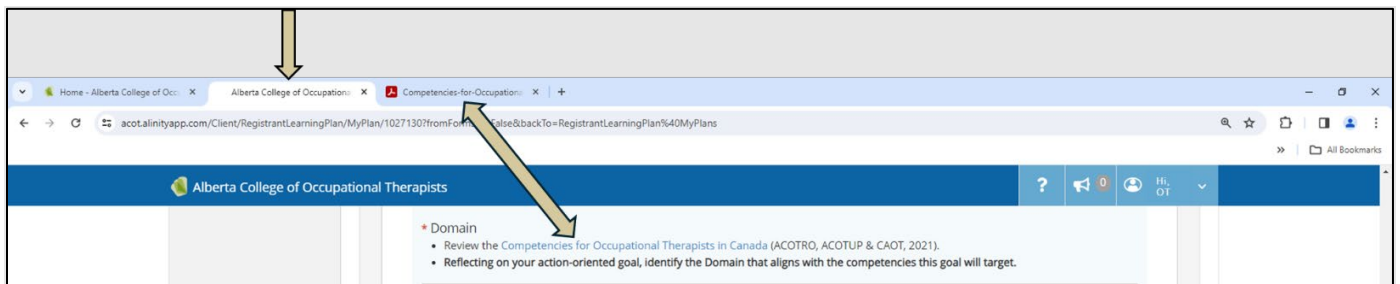 Home - Alberta College of Occ
Alberta College of Occupation
Competencies-for-Occupation
acot.alinityapp.com/Client/RegistrantLearningPlan/MyPlan/1027130?fromForm False&backTo=RegistrantLearningPlan%40MyPlans
» All Bookmarks
Alberta College of Occupational Therapists
? 0 Hi, OT
* Domain
• Review the Competencies for Occupational Therapists in Canada (ACOTRO, ACOTUP & CAOT, 2021).
• Reflecting on your action-oriented goal, identify the Domain that aligns with the competencies this goal will target.